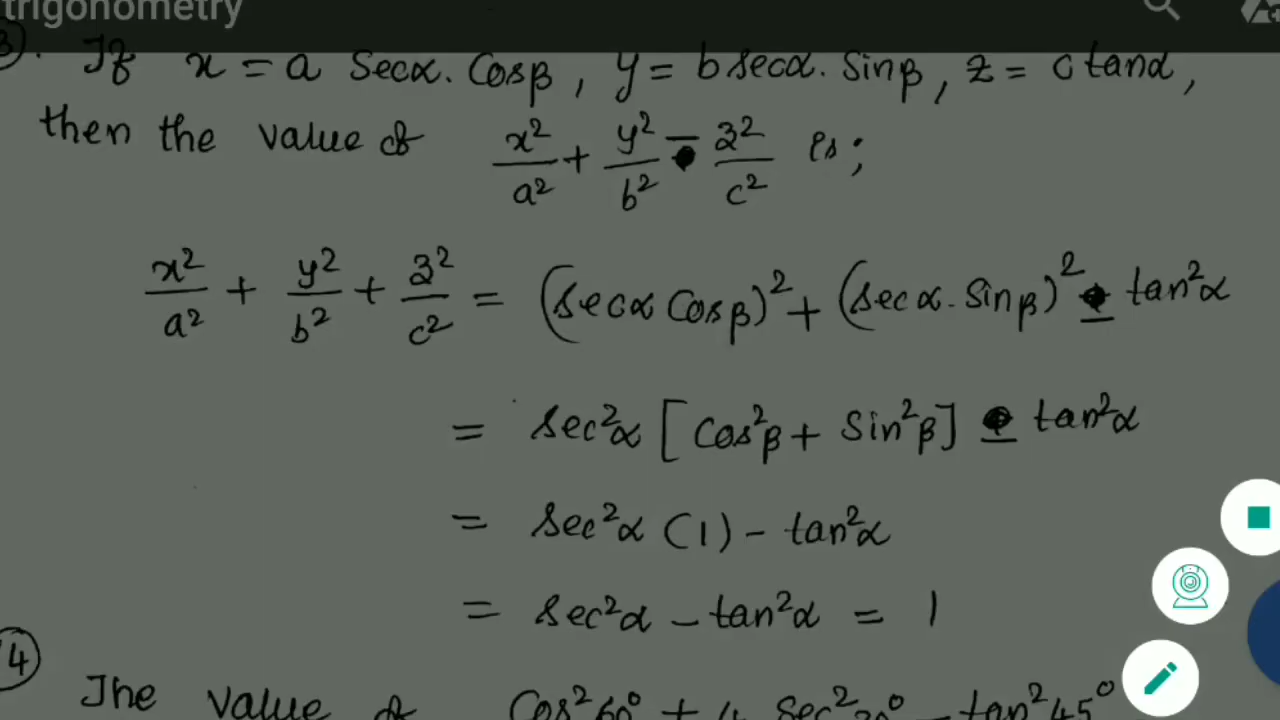 trigonometry
3). If x = a Secα. Cosβ, y = b secα. Sinβ, z = c tanα,
then the value of x²/a² + y²/b² - z²/c² is;
x²/a² + y²/b² + z²/c² = (secα Cosβ)² + (secα. Sinβ)² - tan²α
= sec²α [Cos²β + Sin²β] - tan²α
= sec²α (1) - tan²α
= sec²α - tan²α = 1
4) The value of Cos²60° + 4 Sec²30° - tan²45°